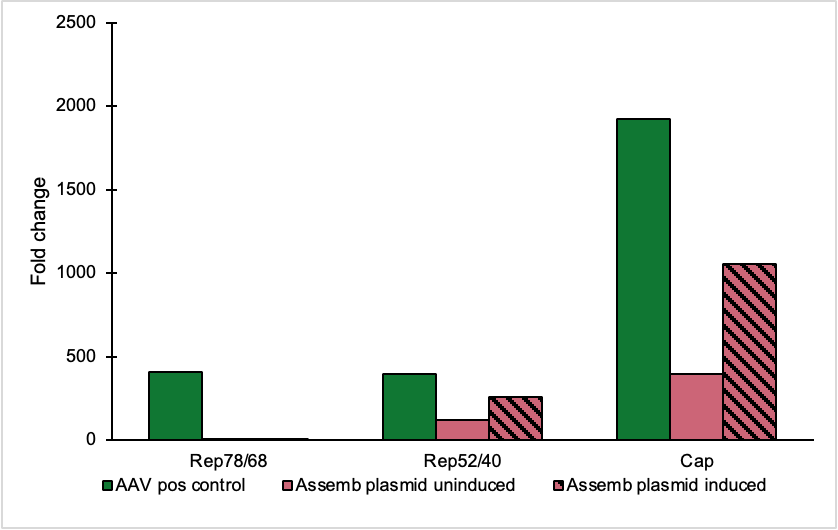 2500
2000
1500
1000
500
0
Fold change
Rep78/68 Rep52/40 Cap
AAV pos control Assemb plasmid uninduced Assemb plasmid induced